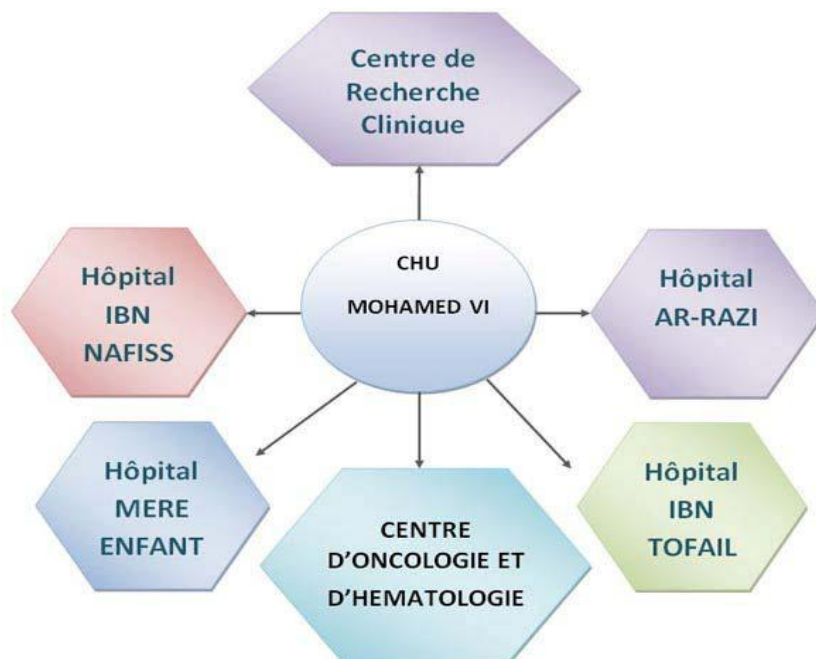 Centre de
Recherche
Clinique
CHU
MOHAMED VI
Hôpital
IBN
NAFISS
Hôpital
AR-RAZI
Hôpital
MERE
ENFANT
CENTRE
D’ONCOLOGIE ET
D’HEMATOLOGIE
Hôpital
IBN
TOFAIL